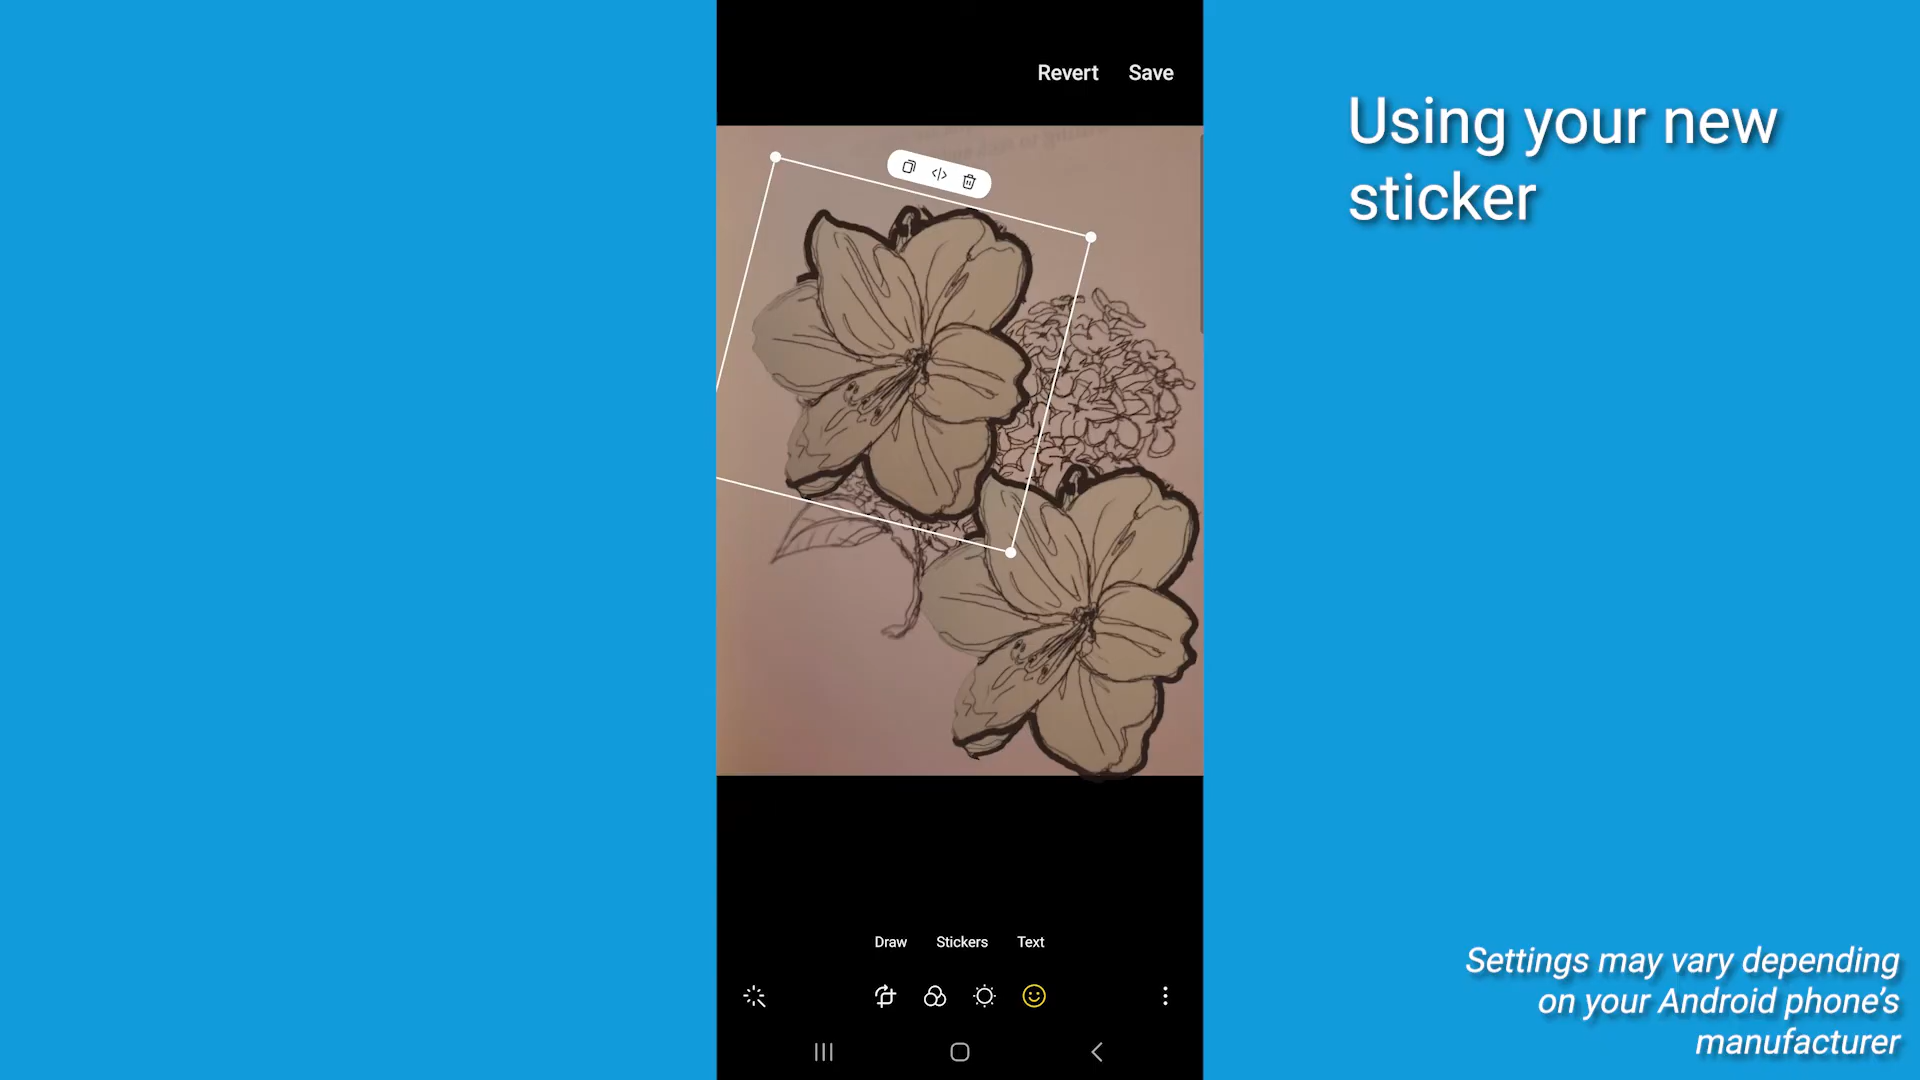 Revert Save
Using your new
sticker
Draw Stickers Text
Settings may vary depending
on your Android phone’s
manufacturer